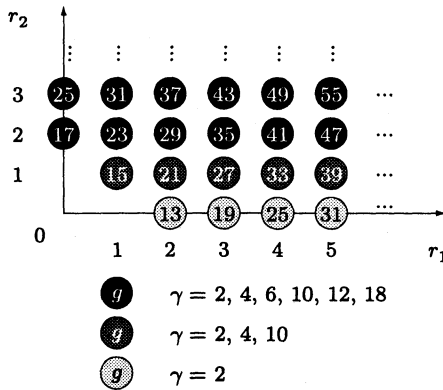 r₂
⋮ ⋮ ⋮ ⋮ ⋮ ⋮
3 25 31 37 43 49 55 ⋯
2 17 23 29 35 41 47 ⋯
1 15 21 27 33 39 ⋯
13 19 25 31 ⋯
0
1 2 3 4 5 r₁
g γ = 2, 4, 6, 10, 12, 18
g γ = 2, 4, 10
g γ = 2